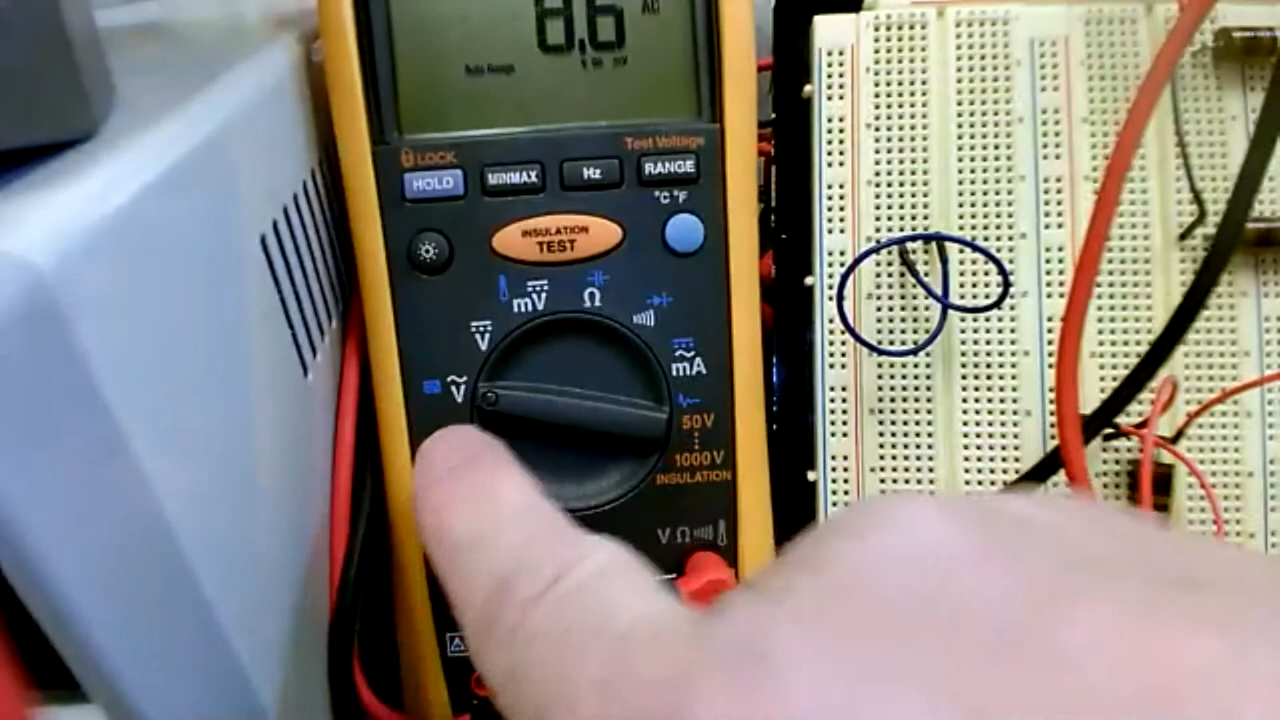 8.6 AC
Auto Range
LOCK
Test Voltage
HOLD
MINMAX
Hz
RANGE
°C °F
INSULATION
TEST
mV
Ω
V
mA
V
50V
1000V
INSULATION
VΩ